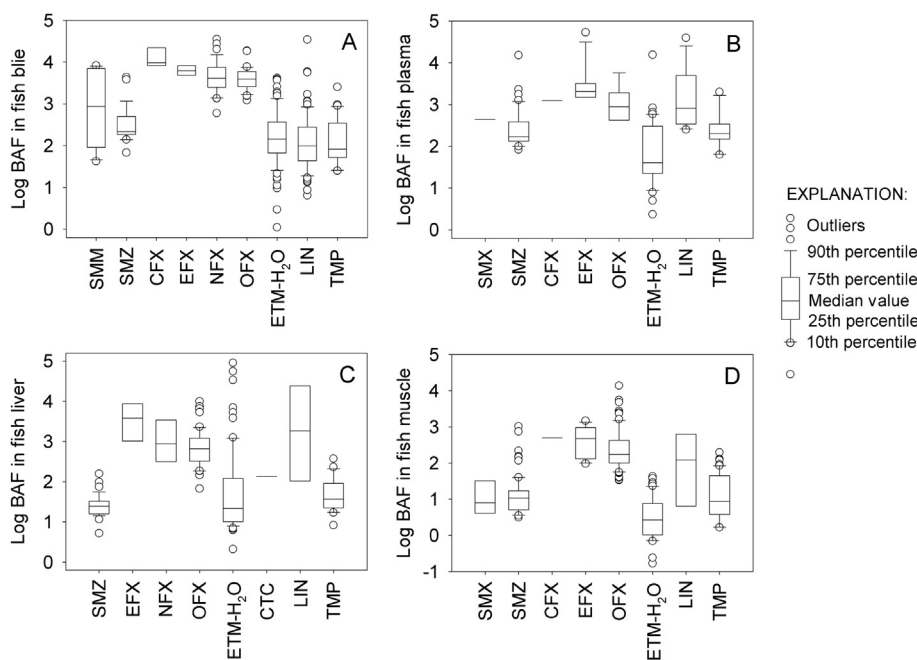 A
Log BAF in fish blie
5
4
3
2
1
0
SMM
SMZ
CFX
EFX
NFX
OFX
ETM-H₂O
LIN
TMP
B
Log BAF in fish plasma
5
4
3
2
1
0
SMX
SMZ
CFX
EFX
OFX
ETM-H₂O
LIN
TMP
EXPLANATION:
Outliers
90th percentile
75th percentile
Median value
25th percentile
10th percentile
C
Log BAF in fish liver
5
4
3
2
1
0
SMZ
EFX
NFX
OFX
ETM-H₂O
CTC
LIN
TMP
D
Log BAF in fish muscle
5
4
3
2
1
0
-1
SMX
SMZ
CFX
EFX
OFX
ETM-H₂O
LIN
TMP